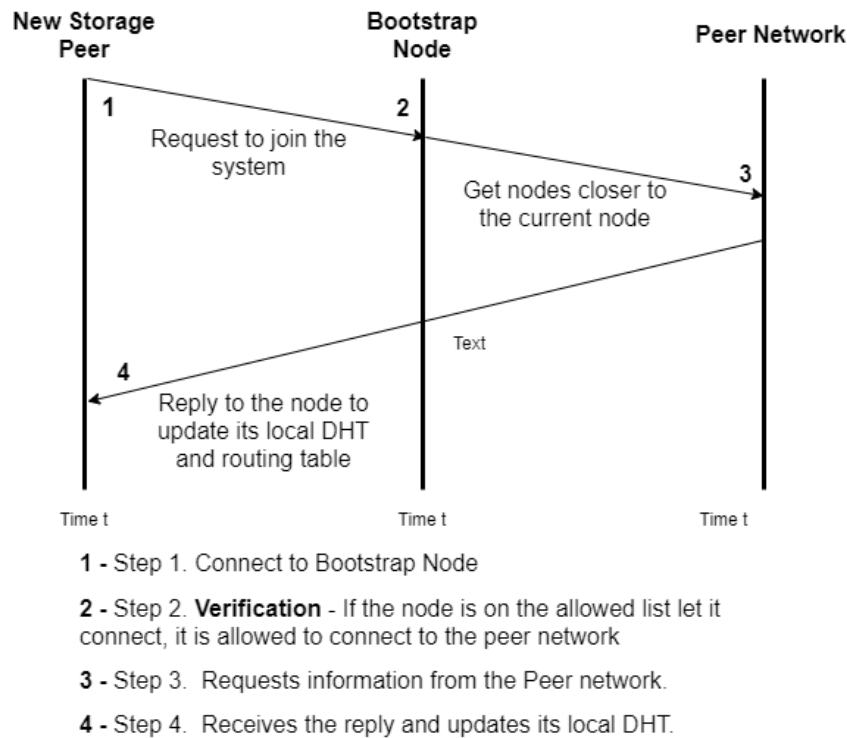 New Storage
Peer
Bootstrap
Node
Peer Network
1
2
Request to join the
system
3
Get nodes closer to
the current node
Text
4
Reply to the node to
update its local DHT
and routing table
Time t
Time t
Time t
1 - Step 1. Connect to Bootstrap Node
2 - Step 2. Verification - If the node is on the allowed list let it
connect, it is allowed to connect to the peer network
3 - Step 3.  Requests information from the Peer network.
4 - Step 4.  Receives the reply and updates its local DHT.